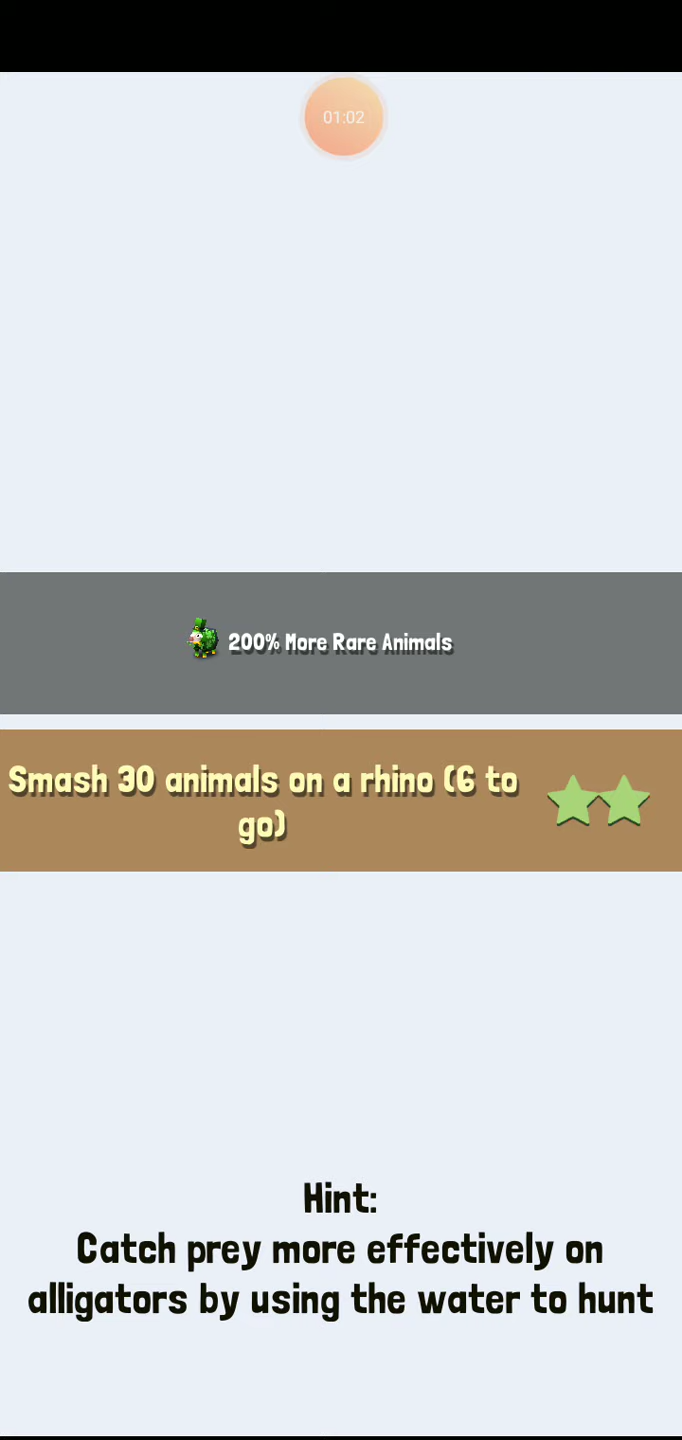 01:02
200% More Rare Animals
Smash 30 animals on a rhino (6 to
go)
Hint:
Catch prey more effectively on
alligators by using the water to hunt